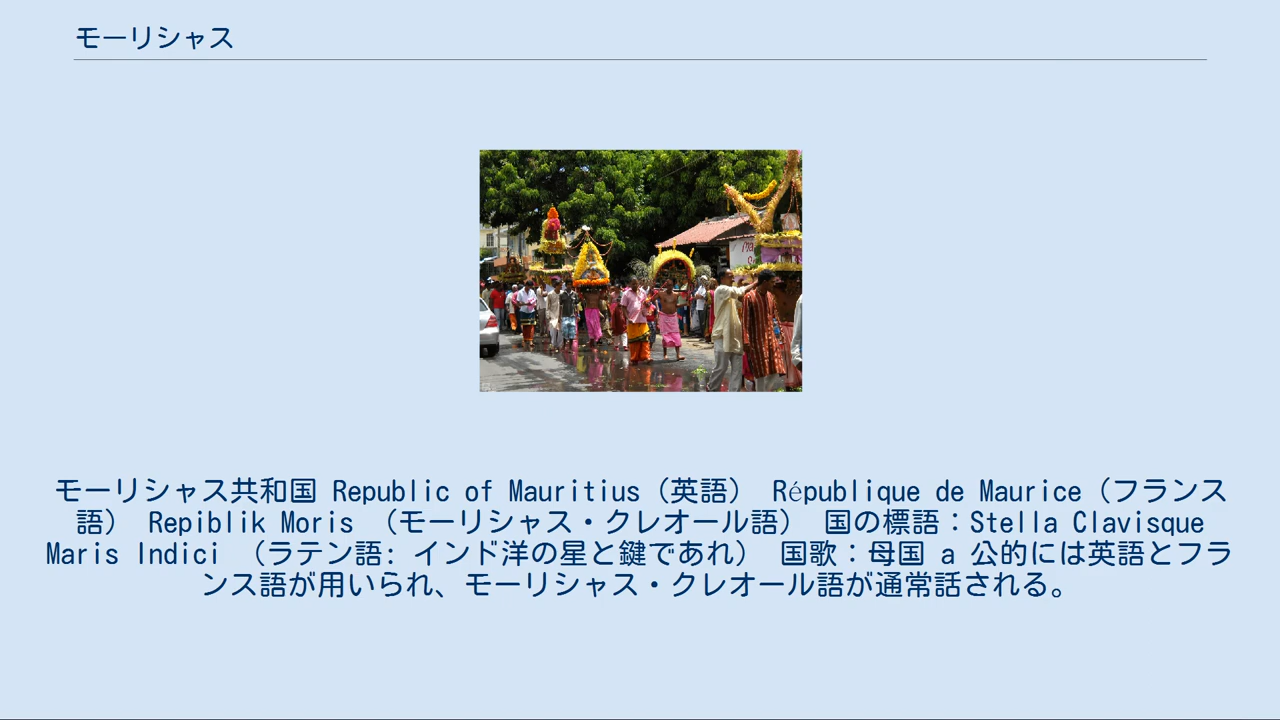 モーリシャス
モーリシャス共和国 Republic of Mauritius（英語） République de Maurice（フランス
語） Repiblik Moris （モーリシャス・クレオール語） 国の標語：Stella Clavisque
Maris Indici （ラテン語: インド洋の星と鍵であれ） 国歌：母国 a 公的には英語とフラ
ンス語が用いられ、モーリシャス・クレオール語が通常話される。